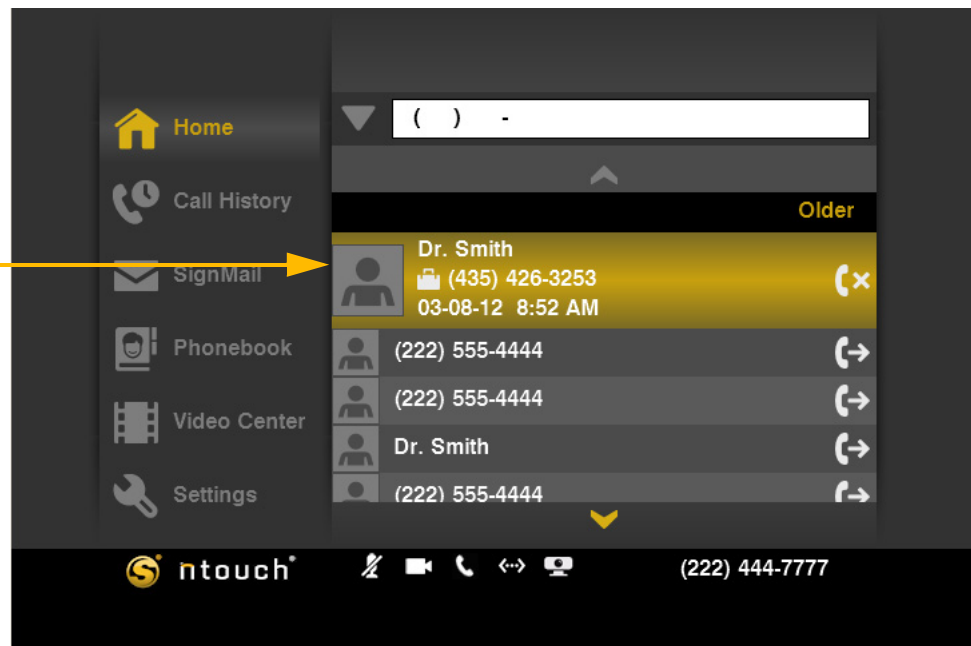 Home
Call History
SignMail
Phonebook
Video Center
Settings
( ) -
Older
Dr. Smith
(435) 426-3253
03-08-12 8:52 AM
(222) 555-4444
(222) 555-4444
Dr. Smith
(222) 555-4444
S ntouch
(222) 444-7777